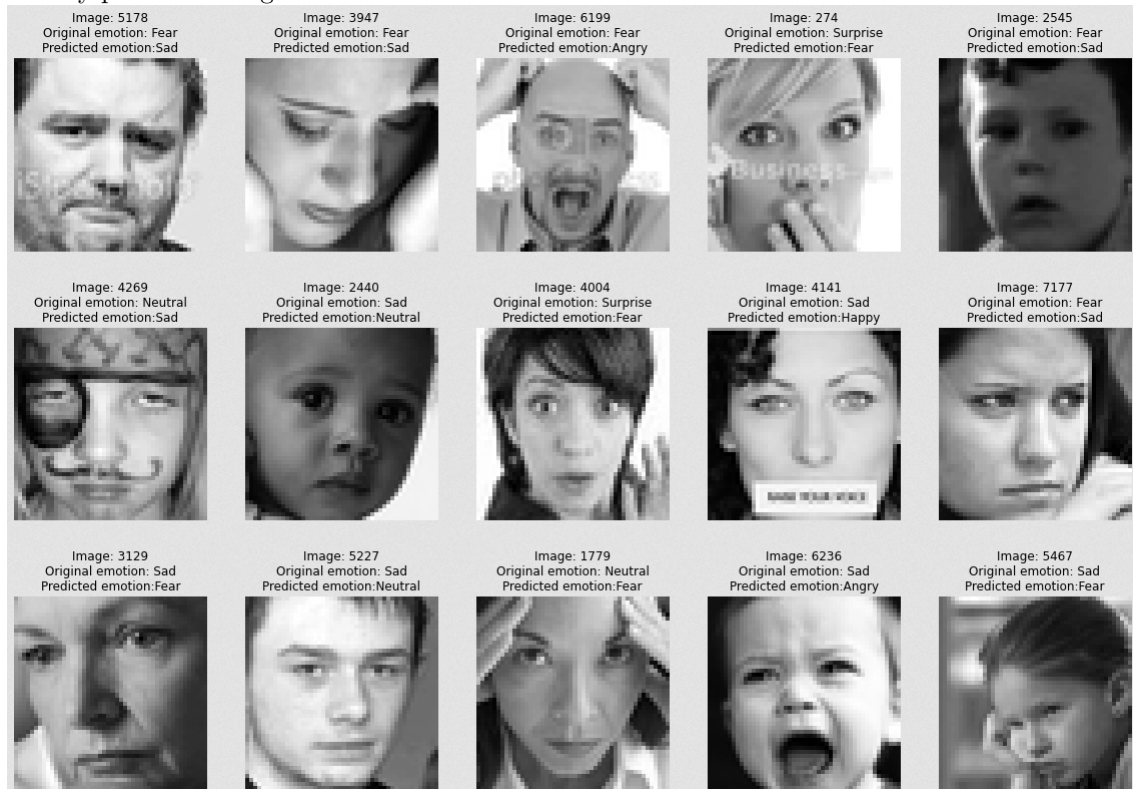 Image: 5178
Original emotion: Fear
Predicted emotion:Sad
Image: 3947
Original emotion: Fear
Predicted emotion:Sad
Image: 6199
Original emotion: Fear
Predicted emotion:Angry
Image: 274
Original emotion: Surprise
Predicted emotion:Fear
Image: 2545
Original emotion: Fear
Predicted emotion:Sad
Business
Image: 4269
Original emotion: Neutral
Predicted emotion:Sad
Image: 2440
Original emotion: Sad
Predicted emotion:Neutral
Image: 4004
Original emotion: Surprise
Predicted emotion:Fear
Image: 4141
Original emotion: Sad
Predicted emotion:Happy
Image: 7177
Original emotion: Fear
Predicted emotion:Sad
YOUR VOICE
Image: 3129
Original emotion: Sad
Predicted emotion:Fear
Image: 5227
Original emotion: Sad
Predicted emotion:Neutral
Image: 1779
Original emotion: Neutral
Predicted emotion:Fear
Image: 6236
Original emotion: Sad
Predicted emotion:Angry
Image: 5467
Original emotion: Sad
Predicted emotion:Fear